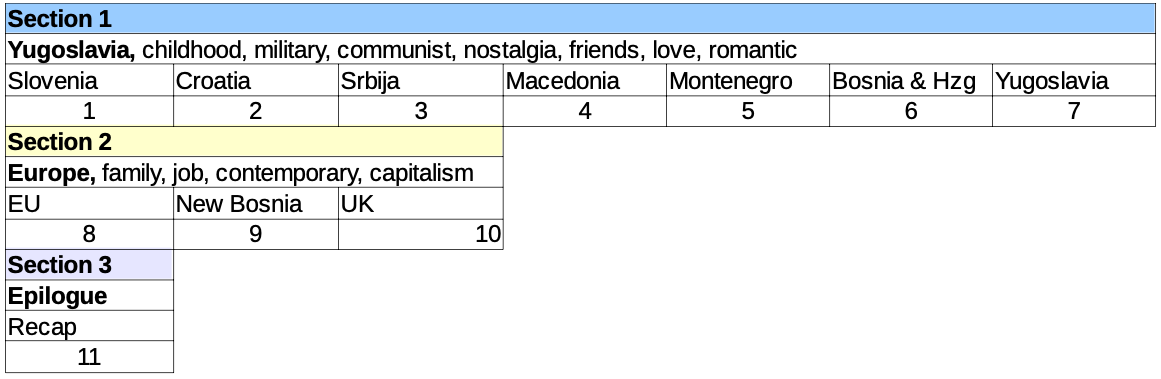 Section 1
Yugoslavia, childhood, military, communist, nostalgia, friends, love, romantic
Slovenia Croatia Srbija Macedonia Montenegro Bosnia & Hzg Yugoslavia
1 2 3 4 5 6 7
Section 2
Europe, family, job, contemporary, capitalism
EU New Bosnia UK
8 9 10
Section 3
Epilogue
Recap
11